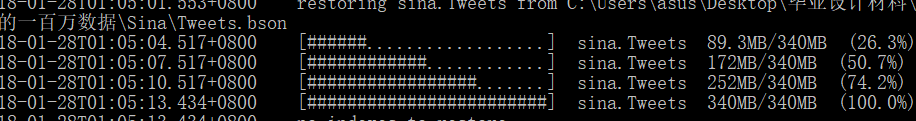 18-01-28T01:05:01.553+0800 restoring sina.Tweets from C:\Users\asus\Desktop\毕业设计材料\
的一百万数据\Sina\Tweets.bson
18-01-28T01:05:04.517+0800 [######..................] sina.Tweets 89.3MB/340MB (26.3%)
18-01-28T01:05:07.517+0800 [############............] sina.Tweets 172MB/340MB (50.7%)
18-01-28T01:05:10.517+0800 [#################.......] sina.Tweets 252MB/340MB (74.2%)
18-01-28T01:05:13.434+0800 [########################] sina.Tweets 340MB/340MB (100.0%)
18-01-28T01:05:13.434+0800 no indexes to restore